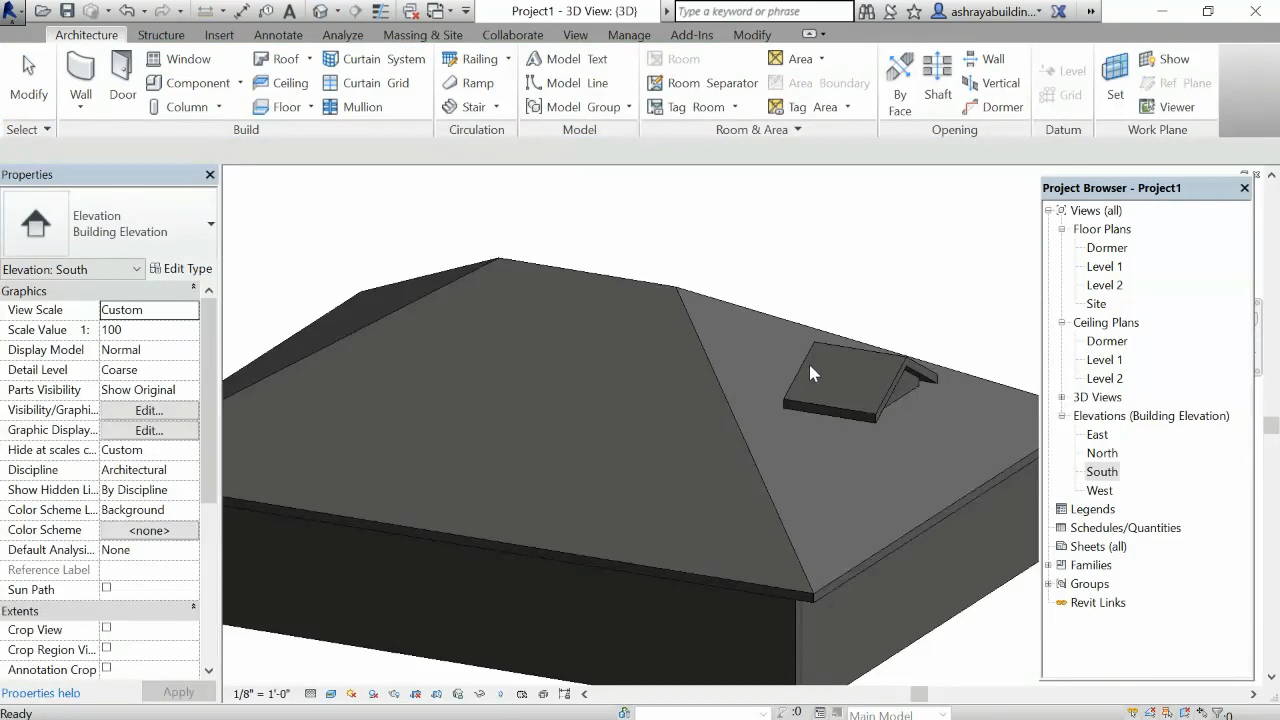 Project1 - 3D View: {3D}
Type a keyword or phrase
ashrayabuildin...
Architecture Structure Insert Annotate Analyze Massing & Site Collaborate View Manage Add-Ins Modify
Modify
Select
Wall
Door
Window
Component
Column
Roof
Ceiling
Floor
Curtain System
Curtain Grid
Mullion
Build
Railing
Ramp
Stair
Circulation
Model Text
Model Line
Model Group
Model
Room
Room Separator
Tag Room
Area
Area Boundary
Tag Area
Room & Area
By Face
Shaft
Wall
Vertical
Dormer
Opening
Level
Grid
Datum
Set
Show
Ref Plane
Viewer
Work Plane
Properties
Elevation
Building Elevation
Elevation: South
Edit Type
Graphics
View Scale Custom
Scale Value 1: 100
Display Model Normal
Detail Level Coarse
Parts Visibility Show Original
Visibility/Graphi... Edit...
Graphic Display... Edit...
Hide at scales c... Custom
Discipline Architectural
Show Hidden Li... By Discipline
Color Scheme L... Background
Color Scheme <none>
Default Analysi... None
Reference Label
Sun Path
Extents
Crop View
Crop Region Vi...
Annotation Crop
Properties help
Apply
Project Browser - Project1
Views (all)
Floor Plans
Dormer
Level 1
Level 2
Site
Ceiling Plans
Dormer
Level 1
Level 2
3D Views
Elevations (Building Elevation)
East
North
South
West
Legends
Schedules/Quantities
Sheets (all)
Families
Groups
Revit Links
1/8" = 1'-0"
Ready
:0
Main Model
:0